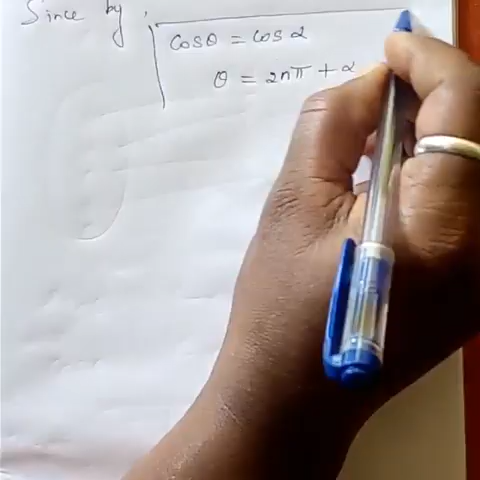 Since by,
cosθ = cos α
θ = 2nπ + α